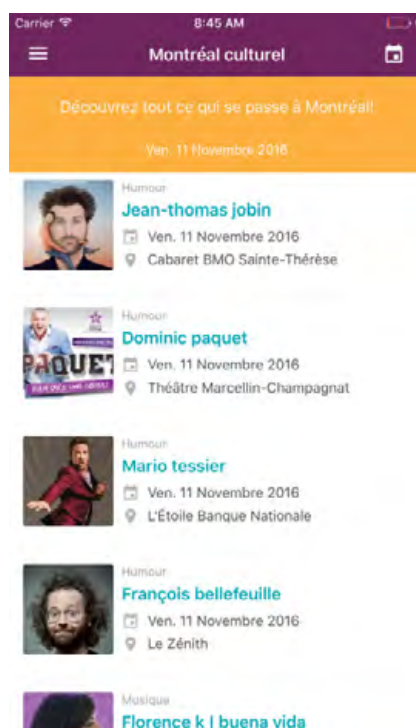 Carrier 8:45 AM
Montréal culturel
Découvrez tout ce qui se passe à Montréal!
Ven. 11 Novembre 2016
Humour
Jean-thomas jobin
Ven. 11 Novembre 2016
Cabaret BMO Sainte-Thérèse
Humour
Dominic paquet
PAQUET
Ven. 11 Novembre 2016
Théâtre Marcellin-Champagnat
Humour
Mario tessier
Ven. 11 Novembre 2016
L'Étoile Banque Nationale
Humour
François bellefeuille
Ven. 11 Novembre 2016
Le Zénith
Musique
Florence k | buena vida